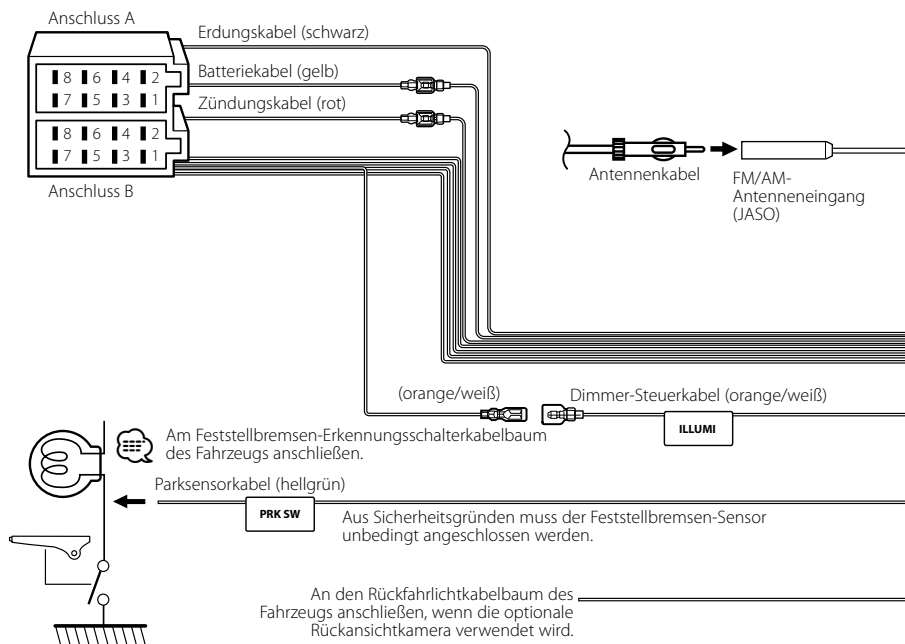 Anschluss A
Erdungskabel (schwarz)
Batteriekabel (gelb)
8 6 4 2
7 5 3 1
Zündungskabel (rot)
8 6 4 2
7 5 3 1
Anschluss B
Antennenkabel
FM/AM-
Antenneneingang
(JASO)
(orange/weiß)
Dimmer-Steuerkabel (orange/weiß)
ILLUMI
Am Feststellbremsen-Erkennungsschalterkabelbaum
des Fahrzeugs anschließen.
Parksensorkabel (hellgrün)
PRK SW
Aus Sicherheitsgründen muss der Feststellbremsen-Sensor
unbedingt angeschlossen werden.
An den Rückfahrlichtkabelbaum des
Fahrzeugs anschließen, wenn die optionale
Rückansichtkamera verwendet wird.